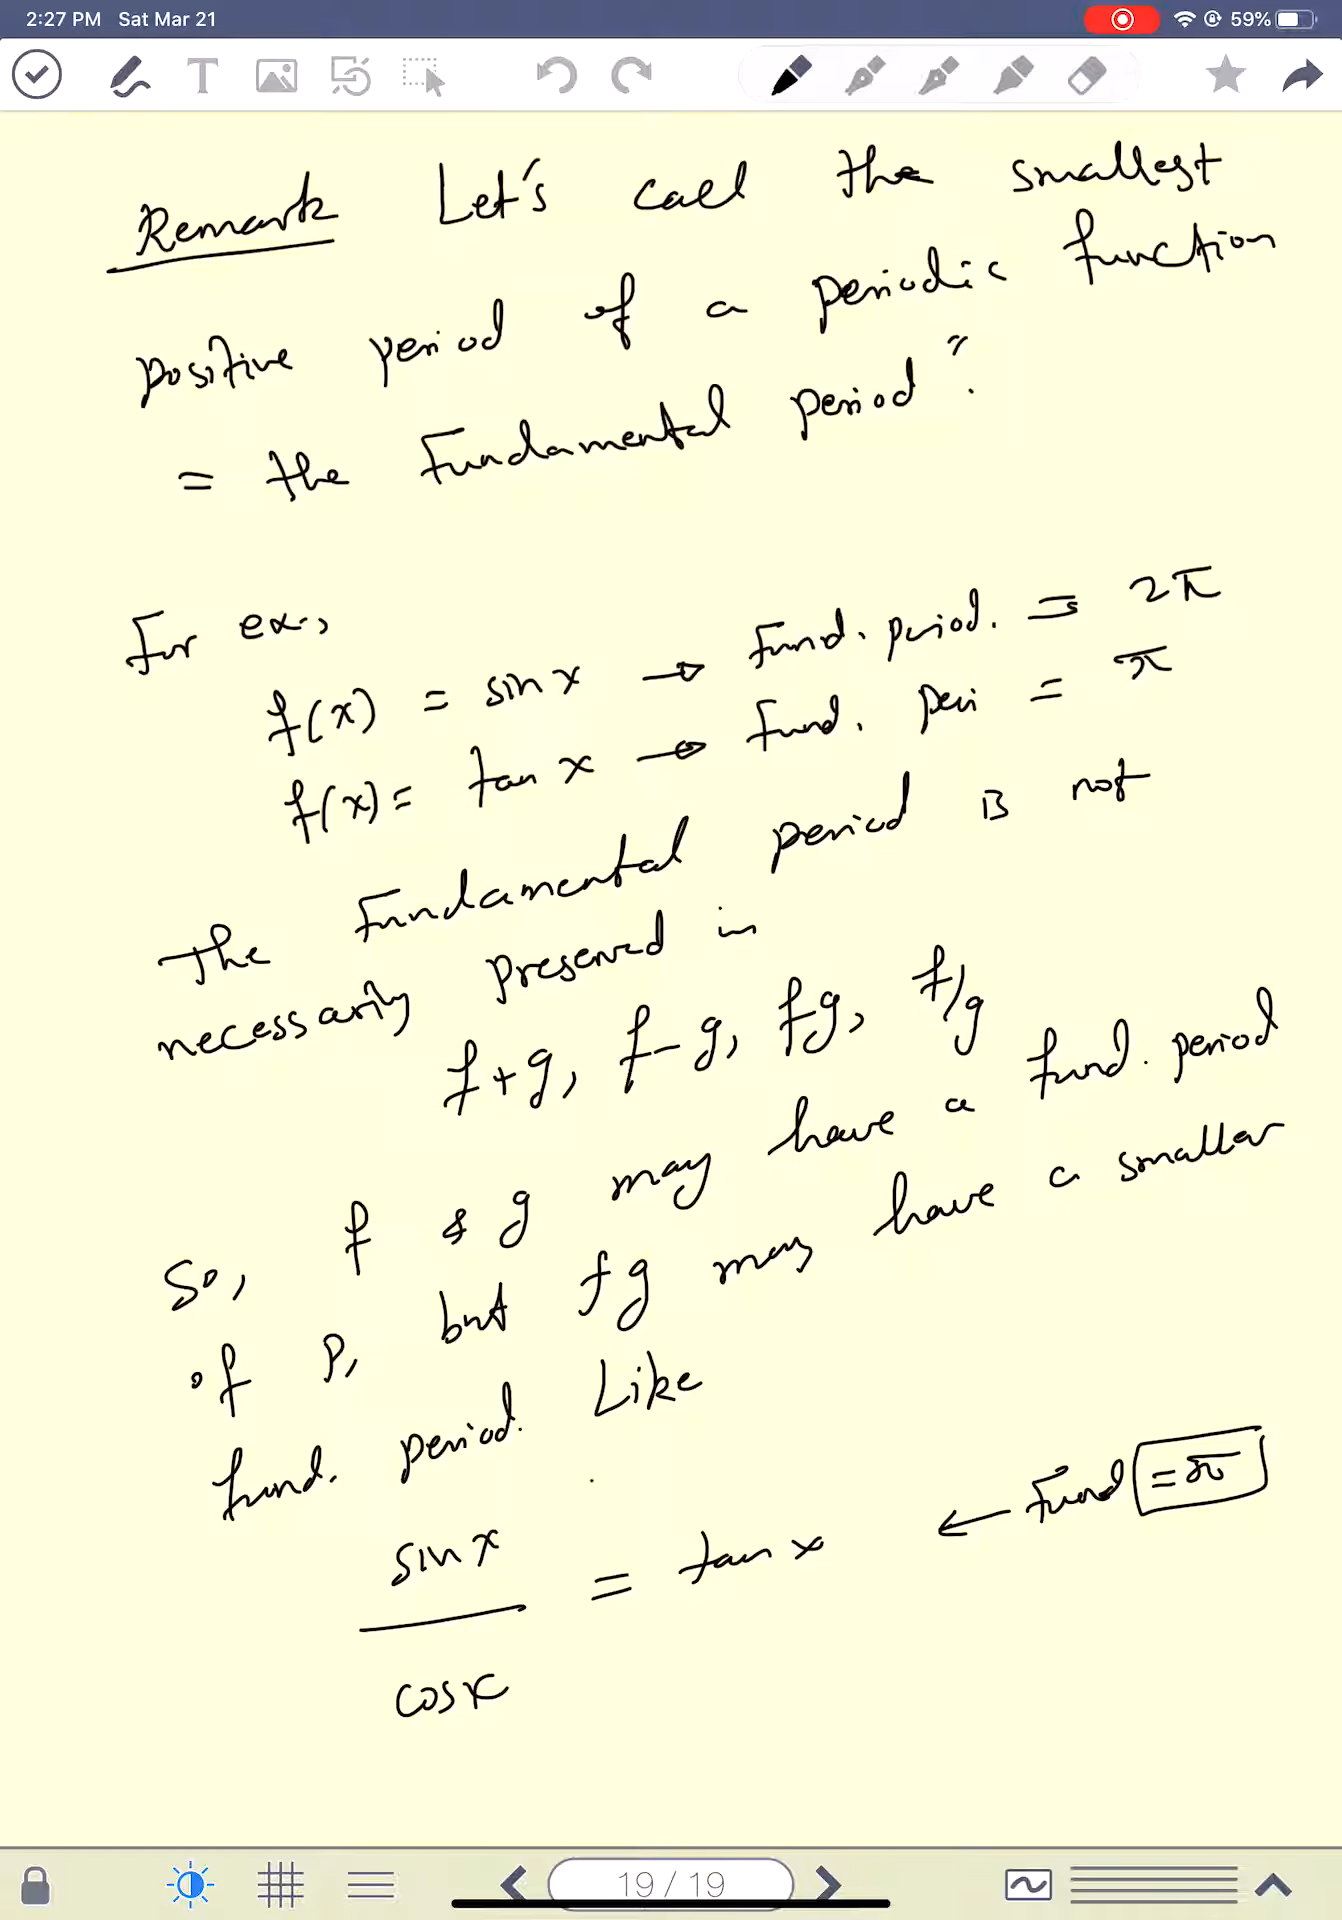 2:27 PM Sat Mar 21 59%
T
Remark Let's call the smallest
positive period of a periodic function
= the Fundamental period".
For ex.,
f(x) = sin x → Fund. period. = 2π
f(x) = tan x → Fund. peri = π
The Fundamental period is not
necessarily preserved in
f+g, f-g, fg, f/g
So, f & g may have a fund. period
of P, but fg may have a smaller
fund. period. Like
sin x
= tan x ← Fund = π
cos x
19 / 19